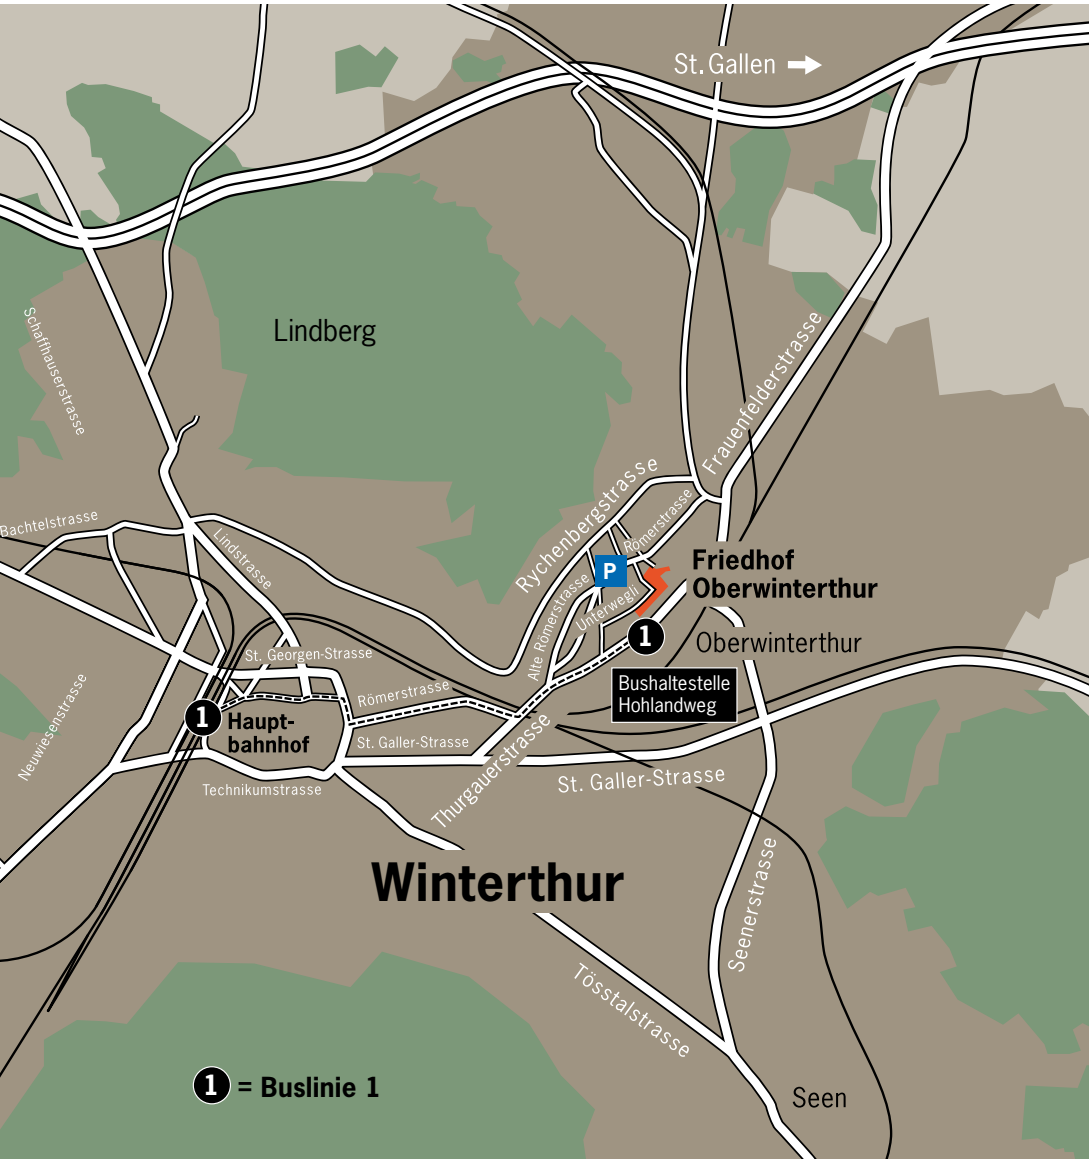 St. Gallen
Lindberg
Schaffhauserstrasse
Frauenfelderstrasse
Rychenbergstrasse
Römerstrasse
Bachtelstrasse
Lindstrasse
P
Friedhof
Oberwinterthur
Alte Römerstrasse
Unterwegli
1
Oberwinterthur
St. Georgen-Strasse
Bushaltestelle
Hohlandweg
Römerstrasse
Neuwiesenstrasse
1
Haupt-
bahnhof
St. Galler-Strasse
Thurgauerstrasse
St. Galler-Strasse
Technikumstrasse
Winterthur
Seenerstrasse
Tösstalstrasse
1 = Buslinie 1
Seen